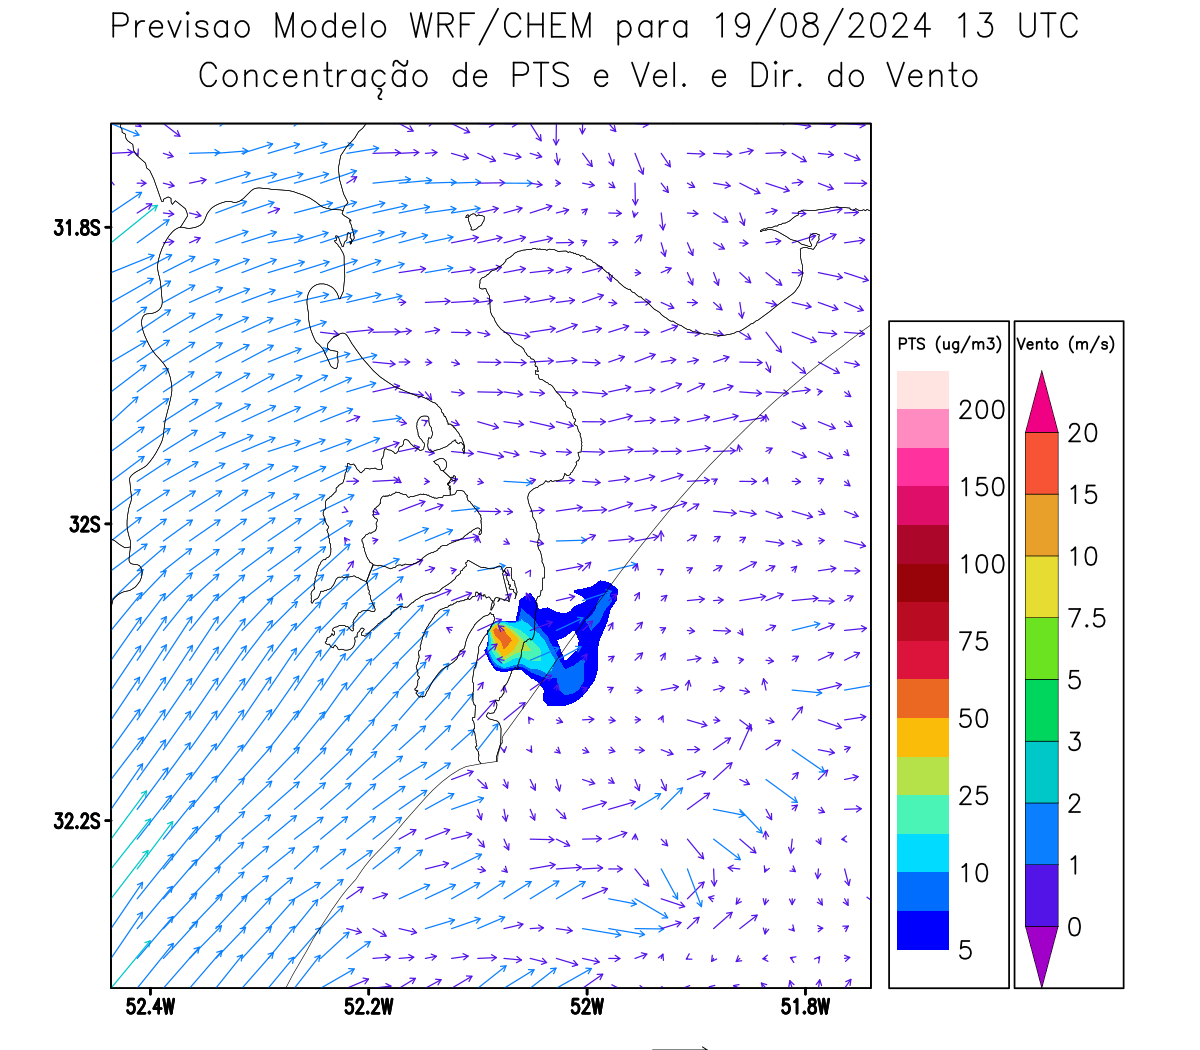 Previsao Modelo WRF/CHEM para 19/08/2024 13 UTC
Concentração de PTS e Vel. e Dir. do Vento
31.8S
32S
32.2S
52.4W 52.2W 52W 51.8W
PTS (ug/m3)
200
150
100
75
50
25
10
5
Vento (m/s)
20
15
10
7.5
5
3
2
1
0